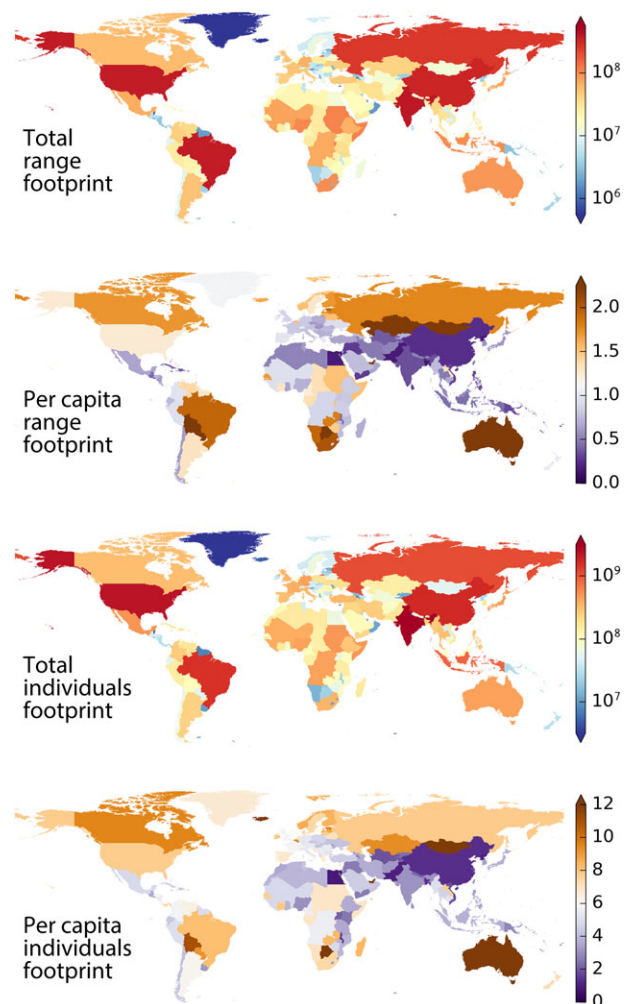 Total
range
footprint
10⁸
10⁷
10⁶
Per capita
range
footprint
2.0
1.5
1.0
0.5
0.0
Total
individuals
footprint
10⁹
10⁸
10⁷
Per capita
individuals
footprint
12
10
8
6
4
2
0